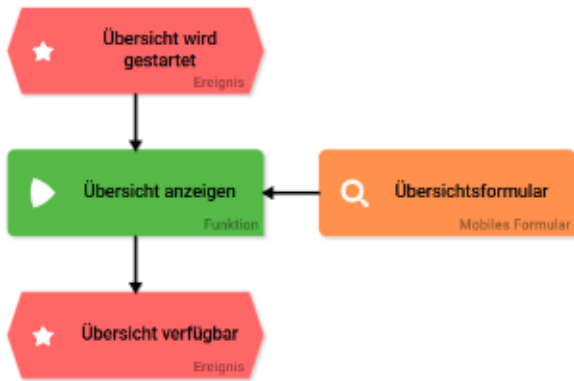 Übersicht wird
gestartet
Ereignis
Übersicht anzeigen
Funktion
Übersichtsformular
Mobiles Formular
Übersicht verfügbar
Ereignis